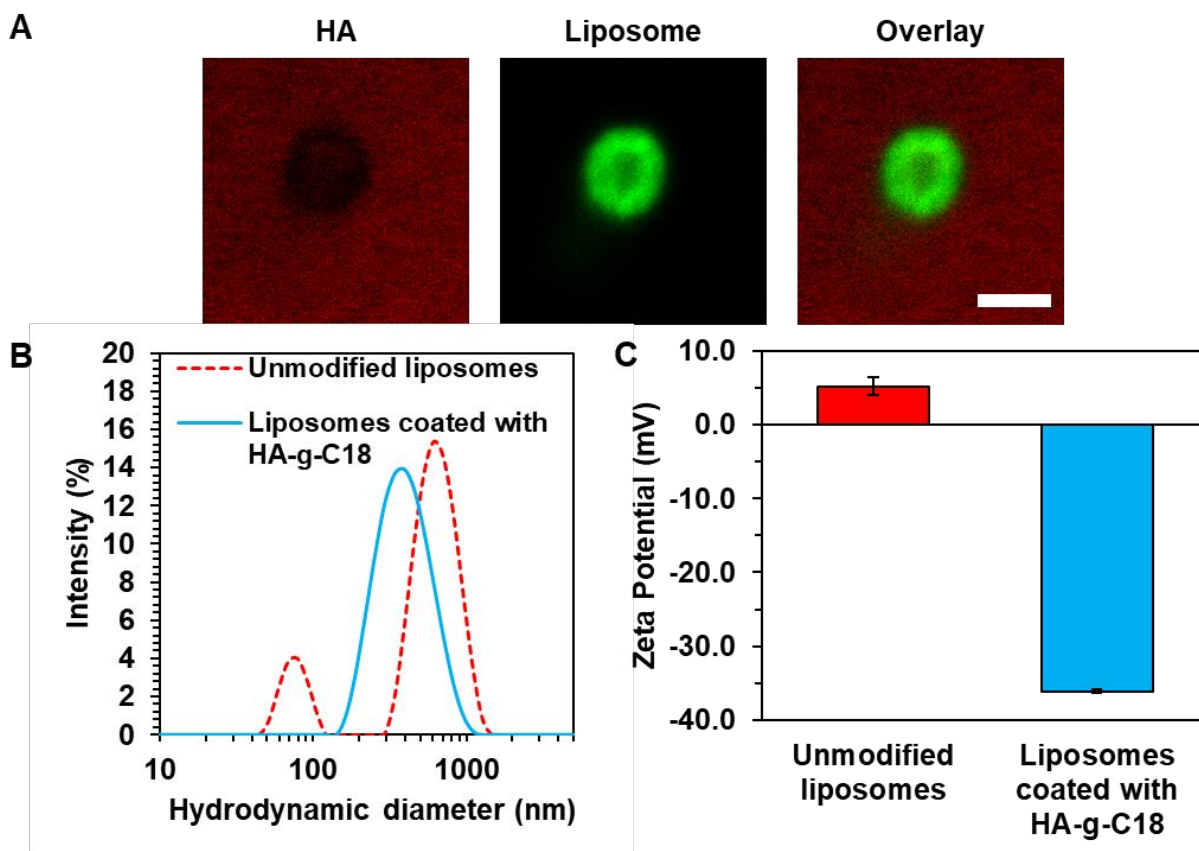 A
HA
Liposome
Overlay
B
20
18
16
14
12
10
8
6
4
2
0
Intensity (%)
Unmodified liposomes
Liposomes coated with
HA-g-C18
10
100
1000
Hydrodynamic diameter (nm)
C
10.0
0.0
-10.0
-20.0
-30.0
-40.0
Zeta Potential (mV)
Unmodified
liposomes
Liposomes
coated with
HA-g-C18